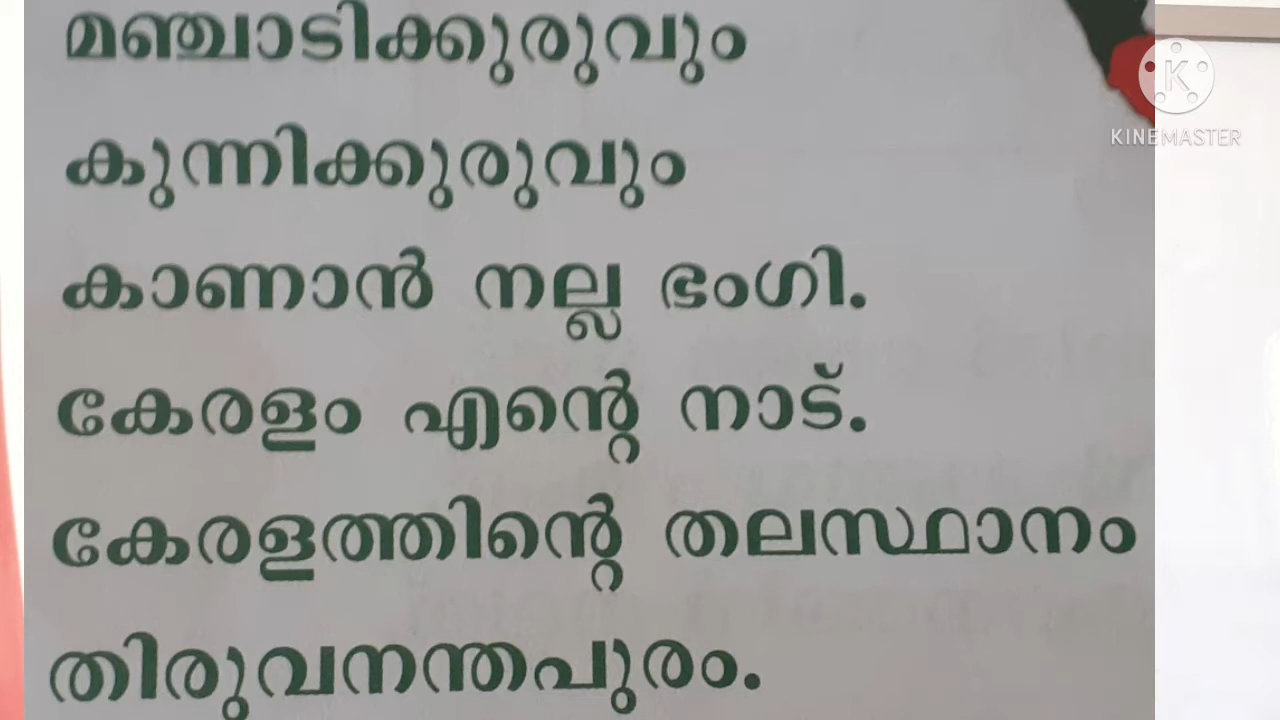 മഞ്ചാടിക്കുരുവും
കുന്നിക്കുരുവും
കാണാൻ നല്ല ഭംഗി.
കേരളം എന്റെ നാട്.
കേരളത്തിന്റെ തലസ്ഥാനം
തിരുവനന്തപുരം.
K
KINEMASTER